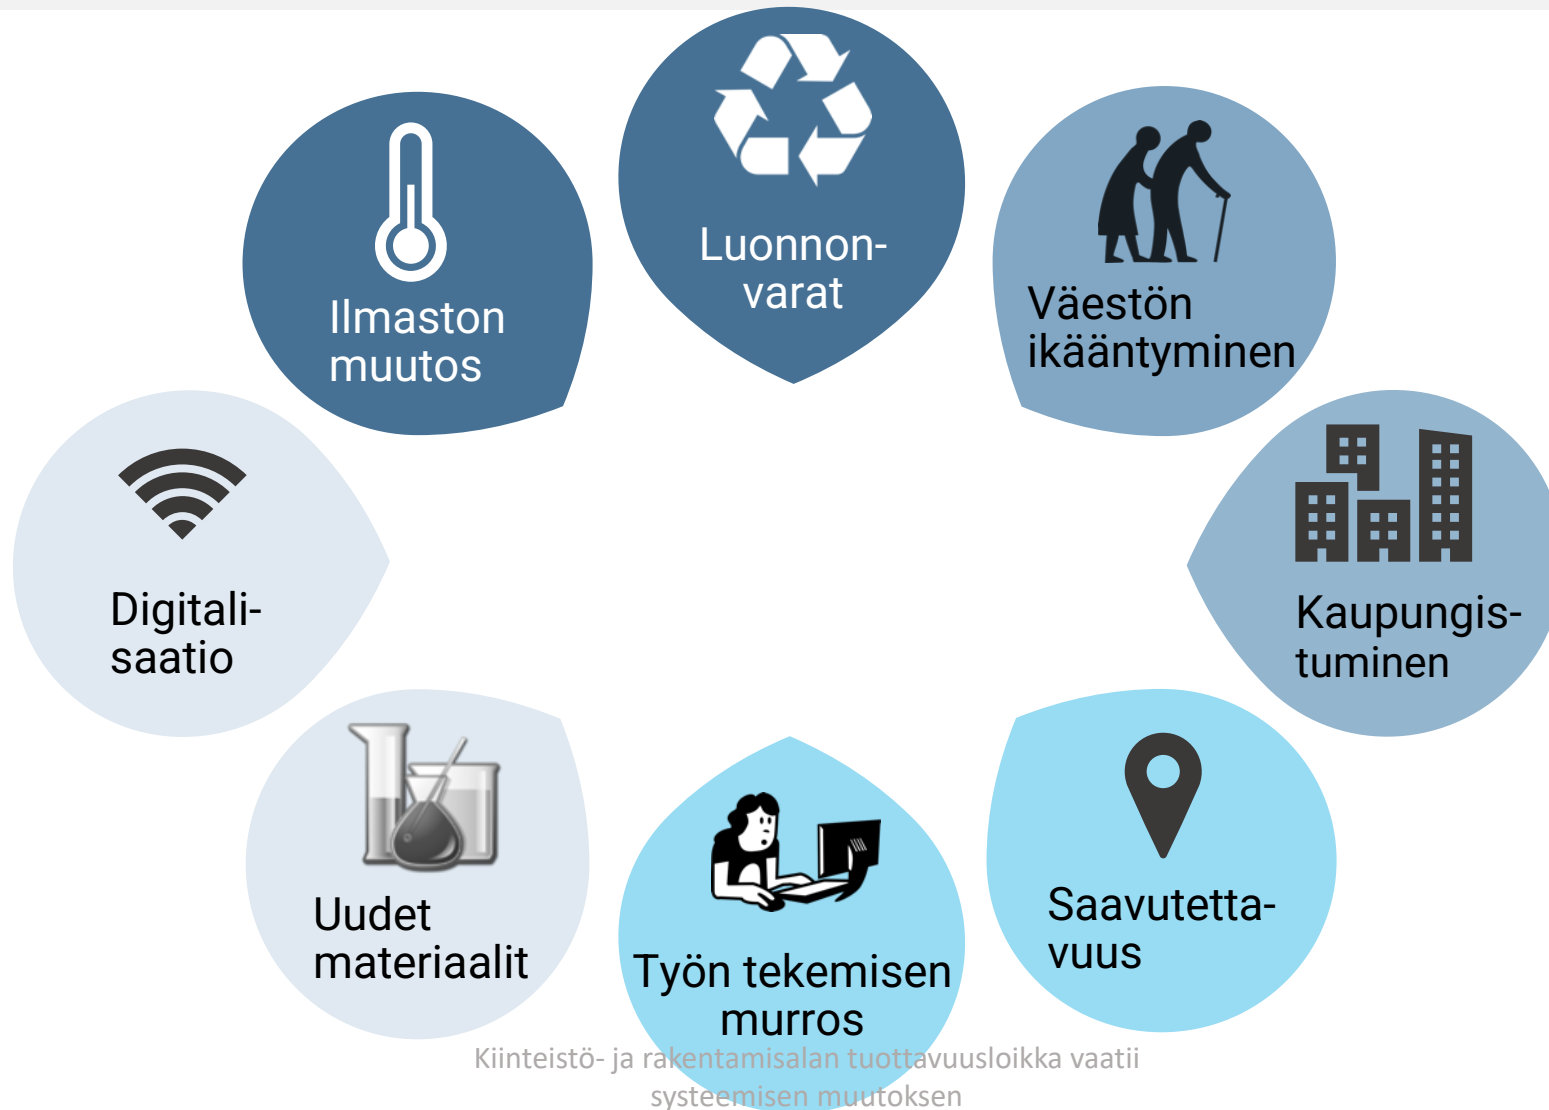 Luonnon-
varat
Ilmaston
muutos
Väestön
ikääntyminen
Digitali-
saatio
Kaupungis-
tuminen
Uudet
materiaalit
Saavutetta-
vuus
Työn tekemisen
murros
Kiinteistö- ja rakentamisalan tuottavuusloikka vaatii
systeemisen muutoksen